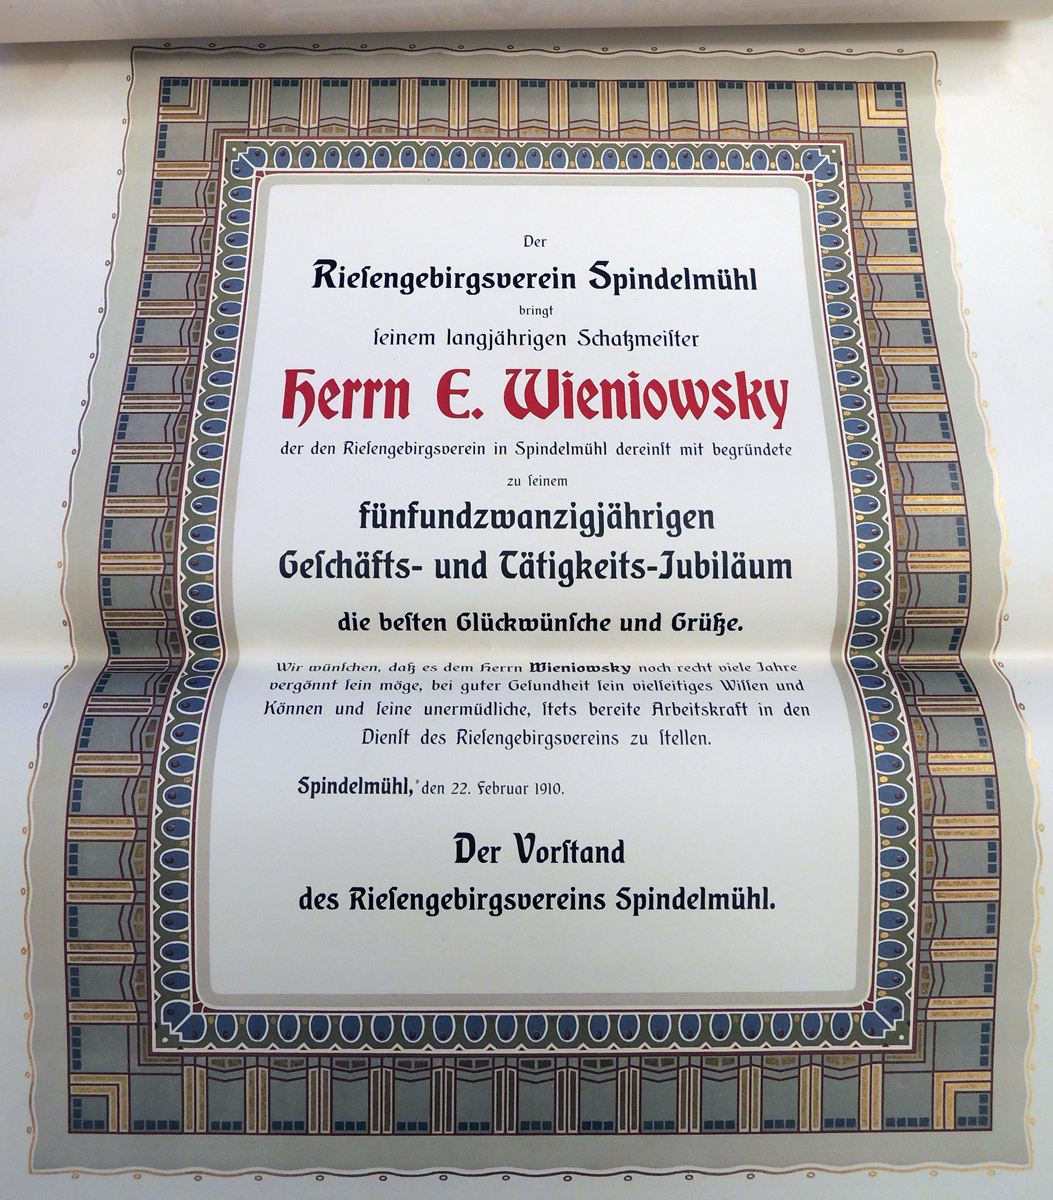 Der
Rieſengebirgsverein Spindelmühl
bringt
ſeinem langjährigen Schatzmeiſter
Herrn E. Wieniowsky
der den Rieſengebirgsverein in Spindelmühl dereinſt mit begründete
zu ſeinem
fünfundzwanzigjährigen
Geſchäfts- und Tätigkeits-Jubiläum
die beſten Glückwünſche und Grüße.
Wir wünſchen, daß es dem Herrn Wieniowsky noch recht viele Jahre
vergönnt ſein möge, bei guter Geſundheit ſein vielſeitiges Wiſſen und
Können und ſeine unermüdliche, ſtets bereite Arbeitskraft in den
Dienſt des Rieſengebirgsvereins zu ſtellen.
Spindelmühl, den 22. Februar 1910.
Der Vorſtand
des Rieſengebirgsvereins Spindelmühl.